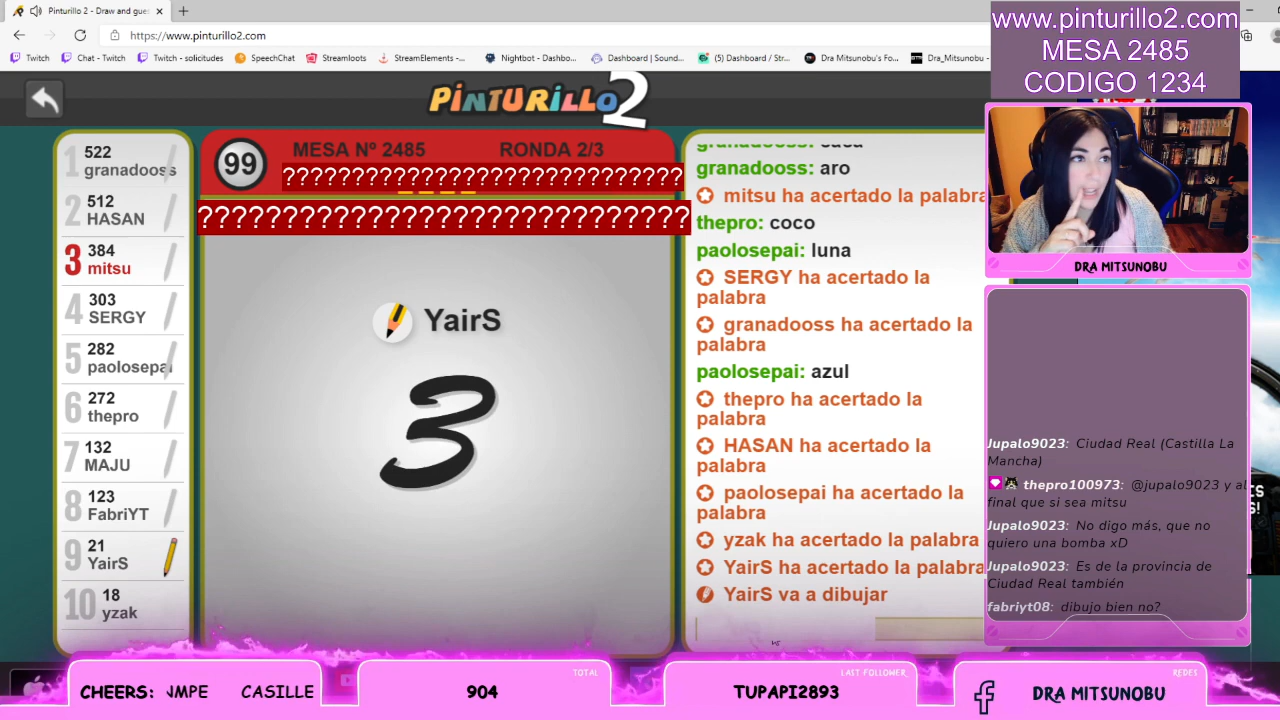 Pinturillo 2 - Draw and gues
https://www.pinturillo2.com
Twitch
Chat - Twitch
Twitch - solicitudes
SpeechChat
Streamloots
StreamElements -...
Nightbot - Dashbo...
Dashboard | Sound...
(5) Dashboard / Str...
Dra Mitsunobu's Fo...
Dra_Mitsunobu -
www.pinturillo2.com
MESA 2485
CODIGO 1234
PINTURILLO 2
1 522 granadooss
2 512 HASAN
3 384 mitsu
4 303 SERGY
5 282 paolosepai
6 272 thepro
7 132 MAJU
8 123 FabriYT
9 21 YairS
10 18 yzak
99
MESA Nº 2485
RONDA 2/3
?????????????????????????????
?????????????????????????????
YairS
3
granadooss: saca
granadooss: aro
mitsu ha acertado la palabra
thepro: coco
paolosepai: luna
SERGY ha acertado la
palabra
granadooss ha acertado la
palabra
paolosepai: azul
thepro ha acertado la
palabra
HASAN ha acertado la
palabra
paolosepai ha acertado la
palabra
yzak ha acertado la palabra
YairS ha acertado la palabra
YairS va a dibujar
DRA MITSUNOBU
Jupalo9023: Ciudad Real (Castilla La
Mancha)
thepro100973: @jupalo9023 y al
final que si sea mitsu
Jupalo9023: No digo más, que no
quiero una bomba xD
Jupalo9023: Es de la provincia de
Ciudad Real también
fabriyt08: dibujo bien no?
CHEERS: JMPE CASILLE
TOTAL
904
LAST FOLLOWER
TUPAPI2893
REDES
DRA MITSUNOBU